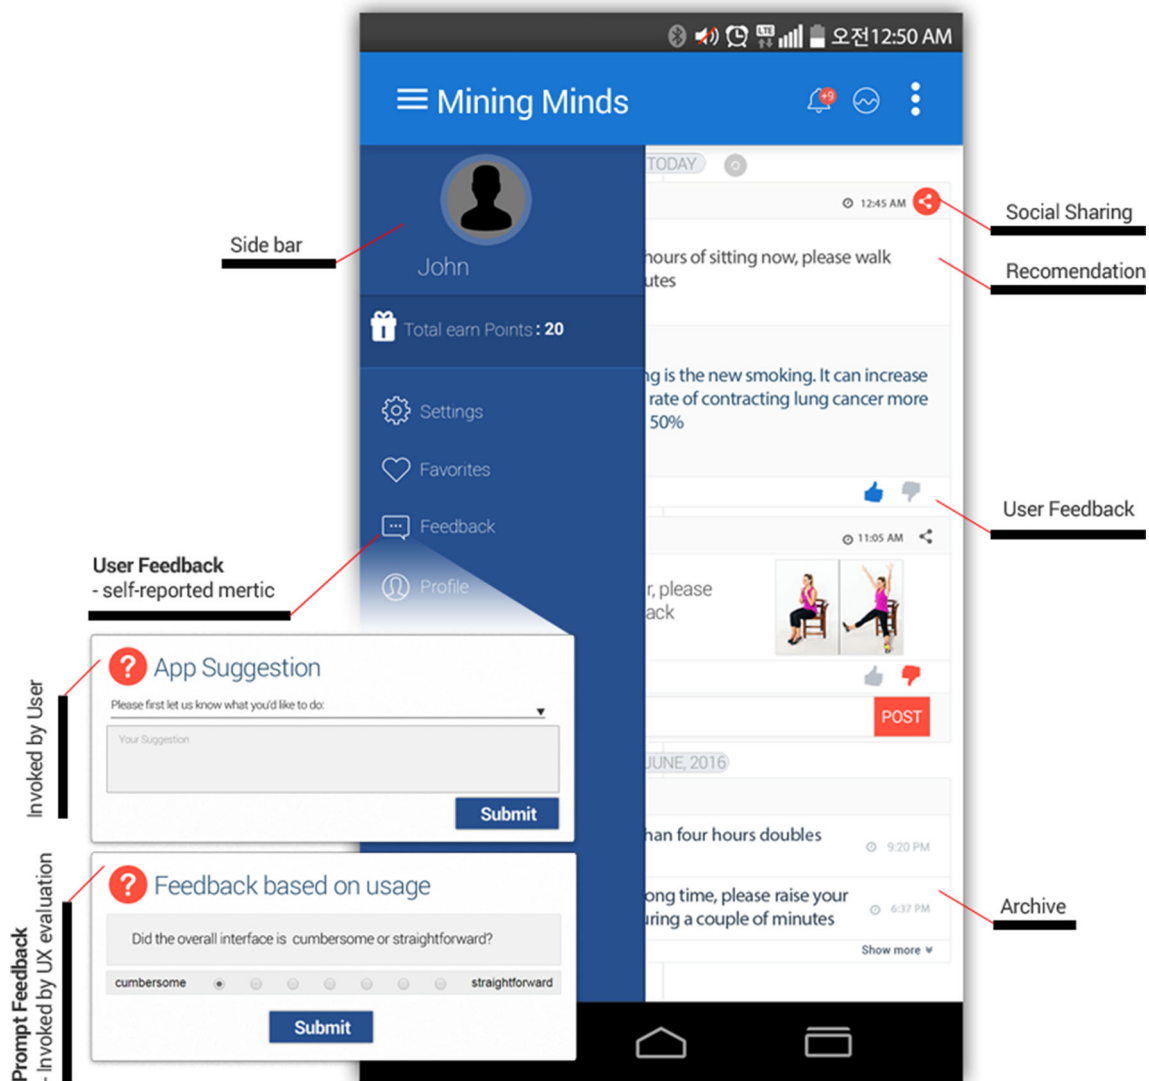 오전12:50 AM
LTE
Mining Minds
+9
TODAY
12:45 AM
Social Sharing
Side bar
John
hours of sitting now, please walk
utes
Recomendation
Total earn Points : 20
ng is the new smoking. It can increase
rate of contracting lung cancer more
50%
Settings
Favorites
Feedback
Profile
User Feedback
11:05 AM
r, please
ack
User Feedback
- self-reported mertic
POST
JUNE, 2016
han four hours doubles
9:20 PM
ong time, please raise your
uring a couple of minutes
6:37 PM
Show more
Archive
Invoked by User
? App Suggestion
Please first let us know what you'd like to do:
Your Suggestion
Submit
Prompt Feedback
- Invoked by UX evaluation
? Feedback based on usage
Did the overall interface is cumbersome or straightforward?
cumbersome straightforward
Submit